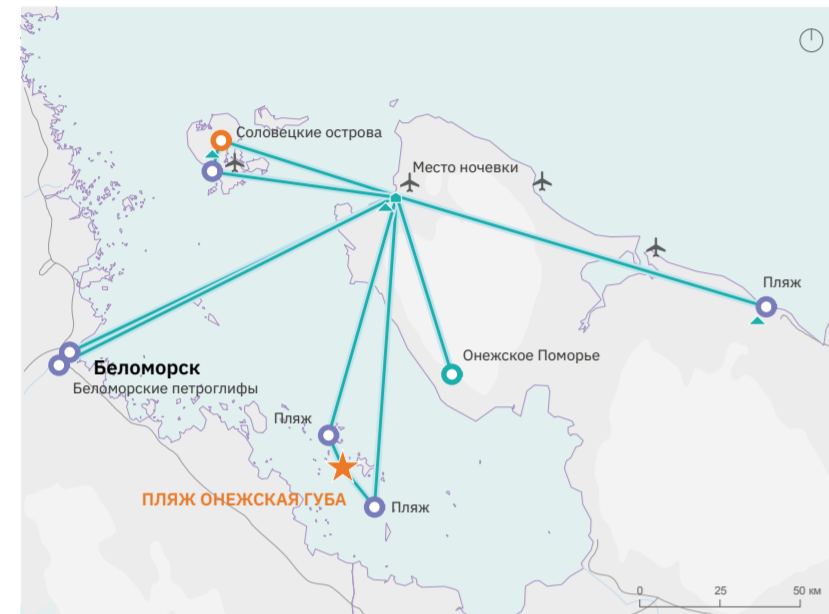 Соловецкие острова
Место ночевки
Пляж
Онежское Поморье
Беломорск
Беломорские петроглифы
Пляж
ПЛЯЖ ОНЕЖСКАЯ ГУБА
Пляж
0 25 50 км